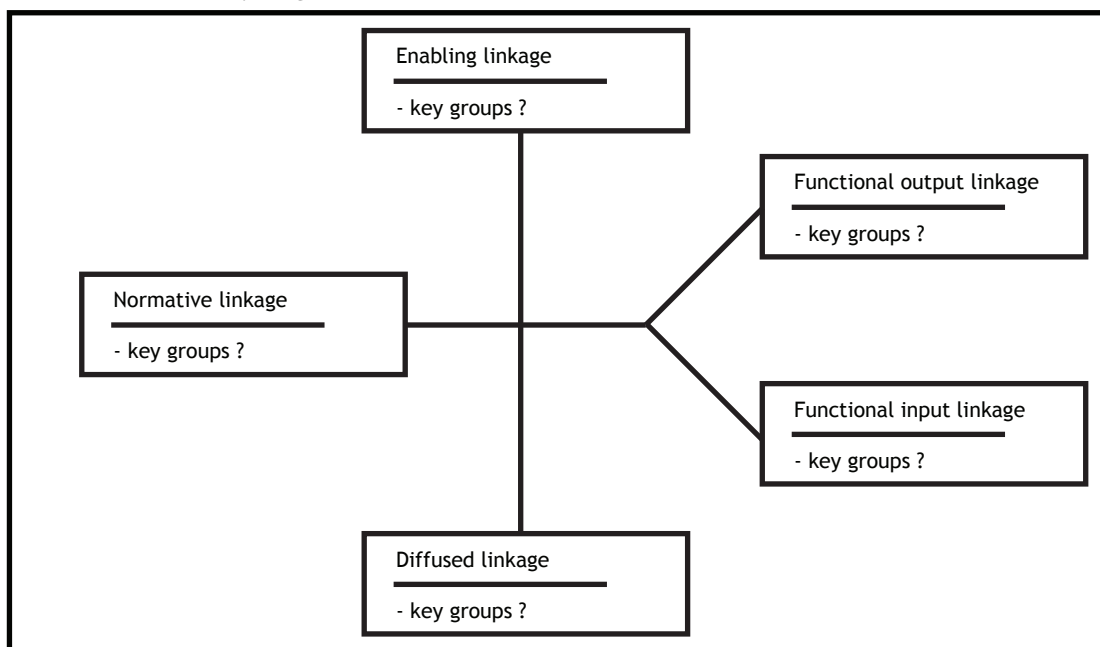 Enabling linkage
- key groups ?
Functional output linkage
- key groups ?
Normative linkage
- key groups ?
Functional input linkage
- key groups ?
Diffused linkage
- key groups ?